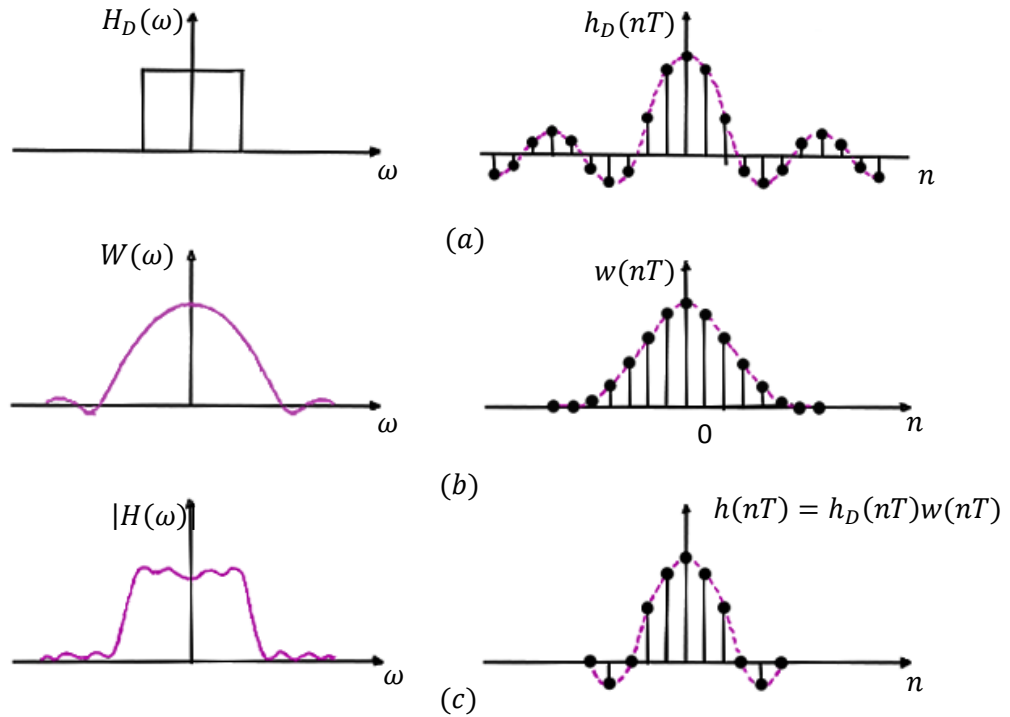 H_D(ω)
h_D(nT)
ω
n
(a)
W(ω)
w(nT)
ω
0
n
(b)
|H(ω)|
h(nT) = h_D(nT)w(nT)
ω
n
(c)